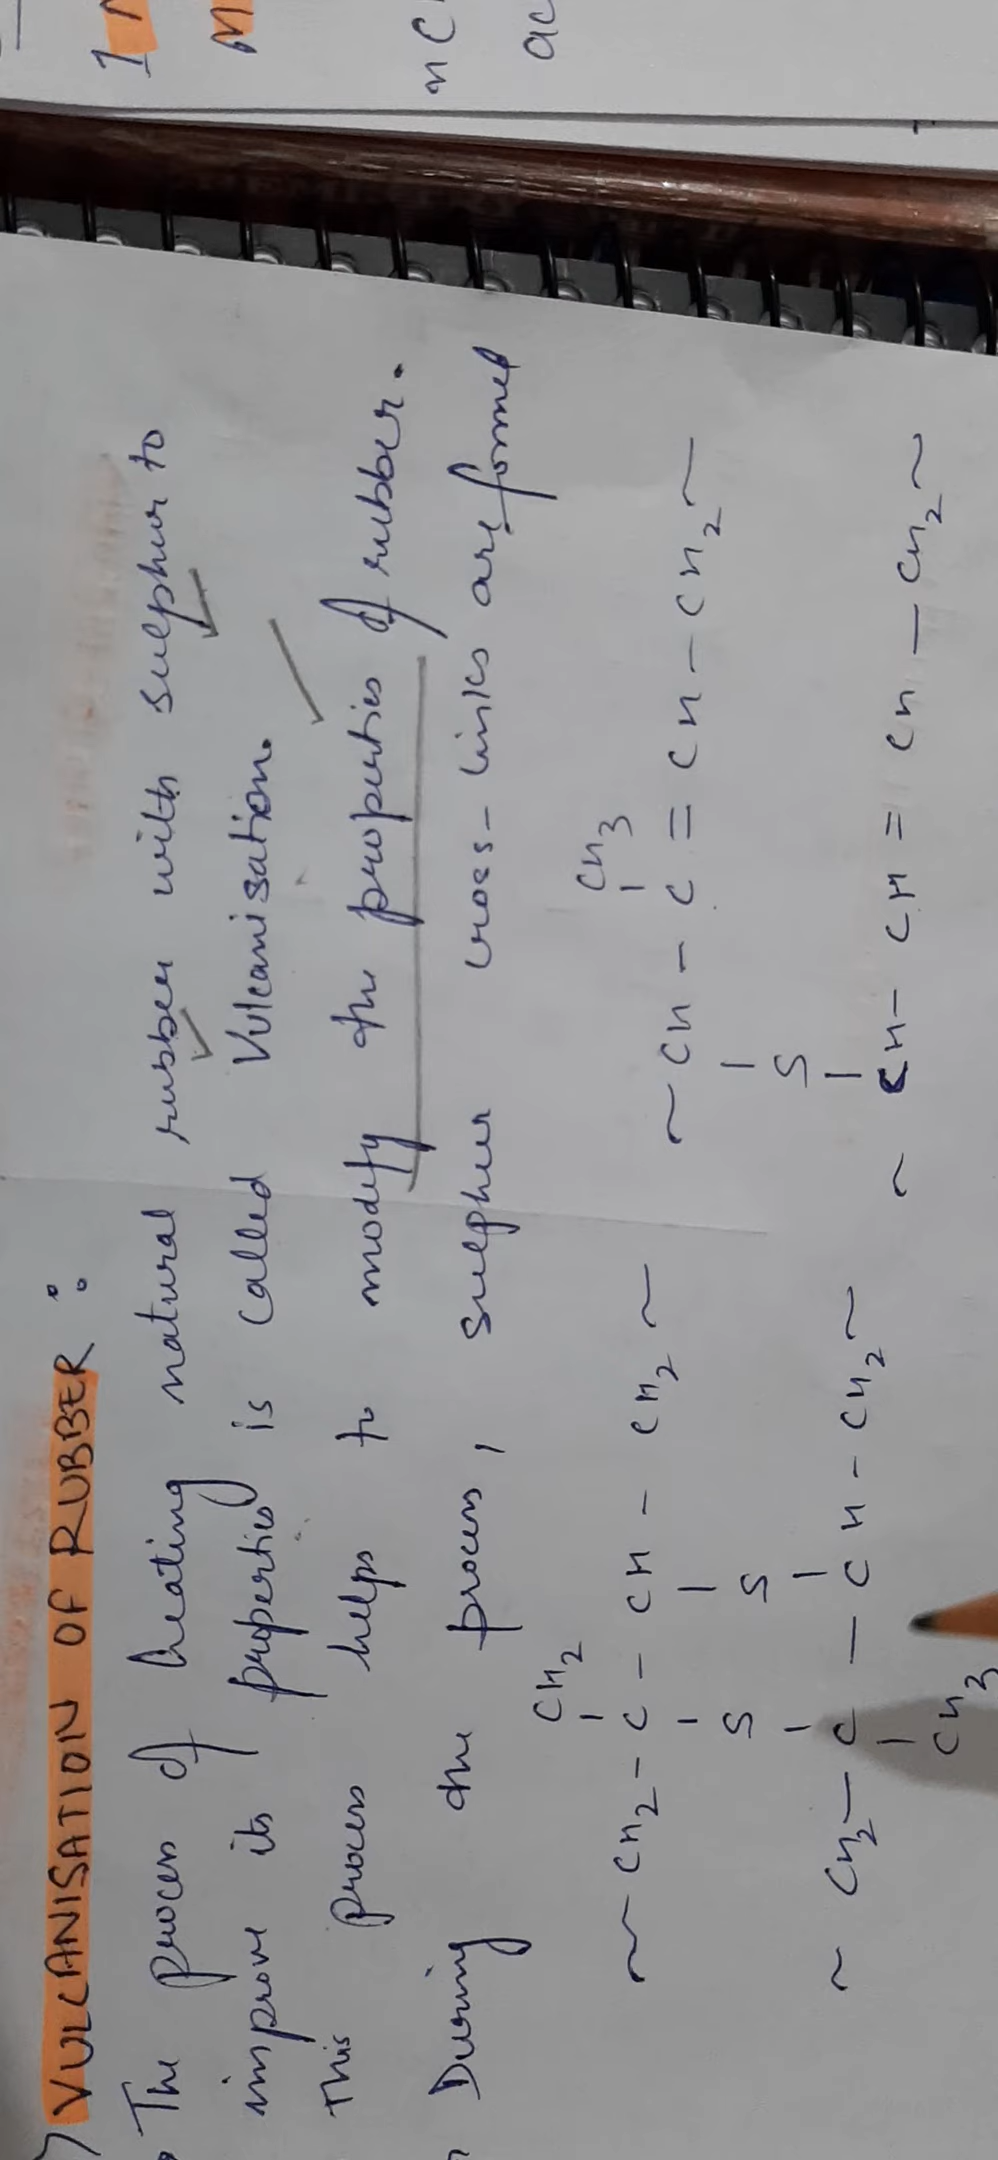 VULCANISATION OF RUBBER :
The process of heating natural rubber with sulphur to
improve its properties is called Vulcanisation.
This process helps to modify the properties of rubber.
During the process, sulphur cross-links are formed
CH2
~ CH2 - C - CH - CH2 ~
S S
~ CH2 - C - CH - CH2 ~
CH3
CH3
~ CH - C = CH - CH2 ~
S
~ CH - CH = CH - CH2 ~